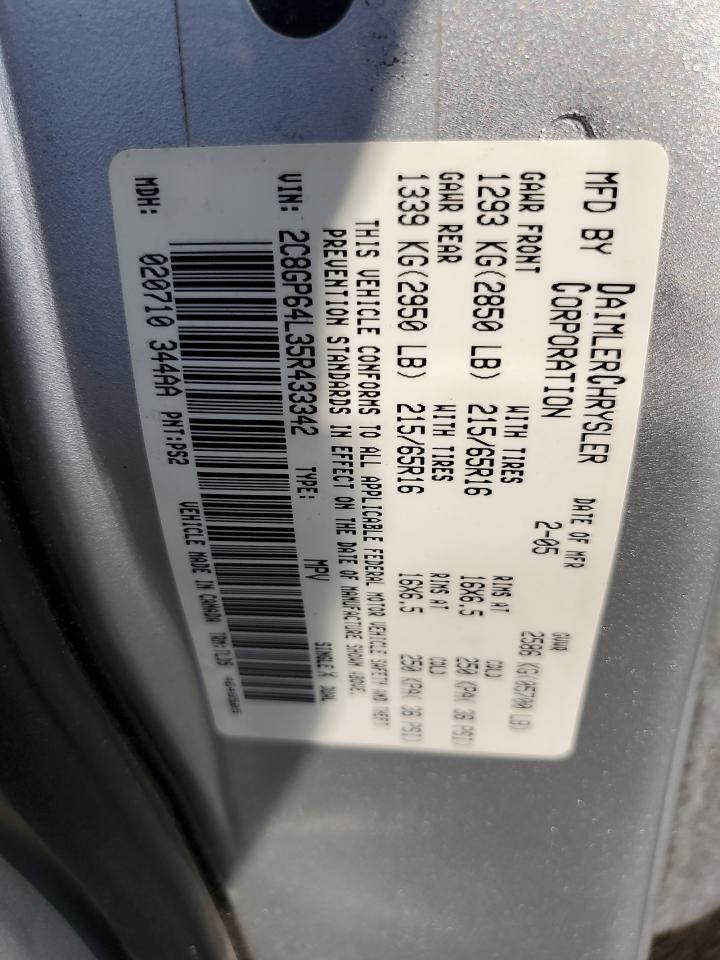 MFD BY DAIMLERCHRYSLER CORPORATION
DATE OF MFR 2-05
GVWR 2586 KG(05700 LB)
GAWR FRONT WITH TIRES RIMS AT COLD
1293 KG(2850 LB) 215/65R16 16X6.5 250 KPA( 36 PSI)
GAWR REAR WITH TIRES RIMS AT COLD
1339 KG(2950 LB) 215/65R16 16X6.5 250 KPA( 36 PSI)
THIS VEHICLE CONFORMS TO ALL APPLICABLE FEDERAL MOTOR VEHICLE SAFETY AND THEFT
PREVENTION STANDARDS IN EFFECT ON THE DATE OF MANUFACTURE SHOWN ABOVE.
VIN: 2C8GP64L35R433342 TYPE: MPV SINGLE X DUAL
MDH: 020710 344AA PNT:PS2 VEHICLE MADE IN CANADA